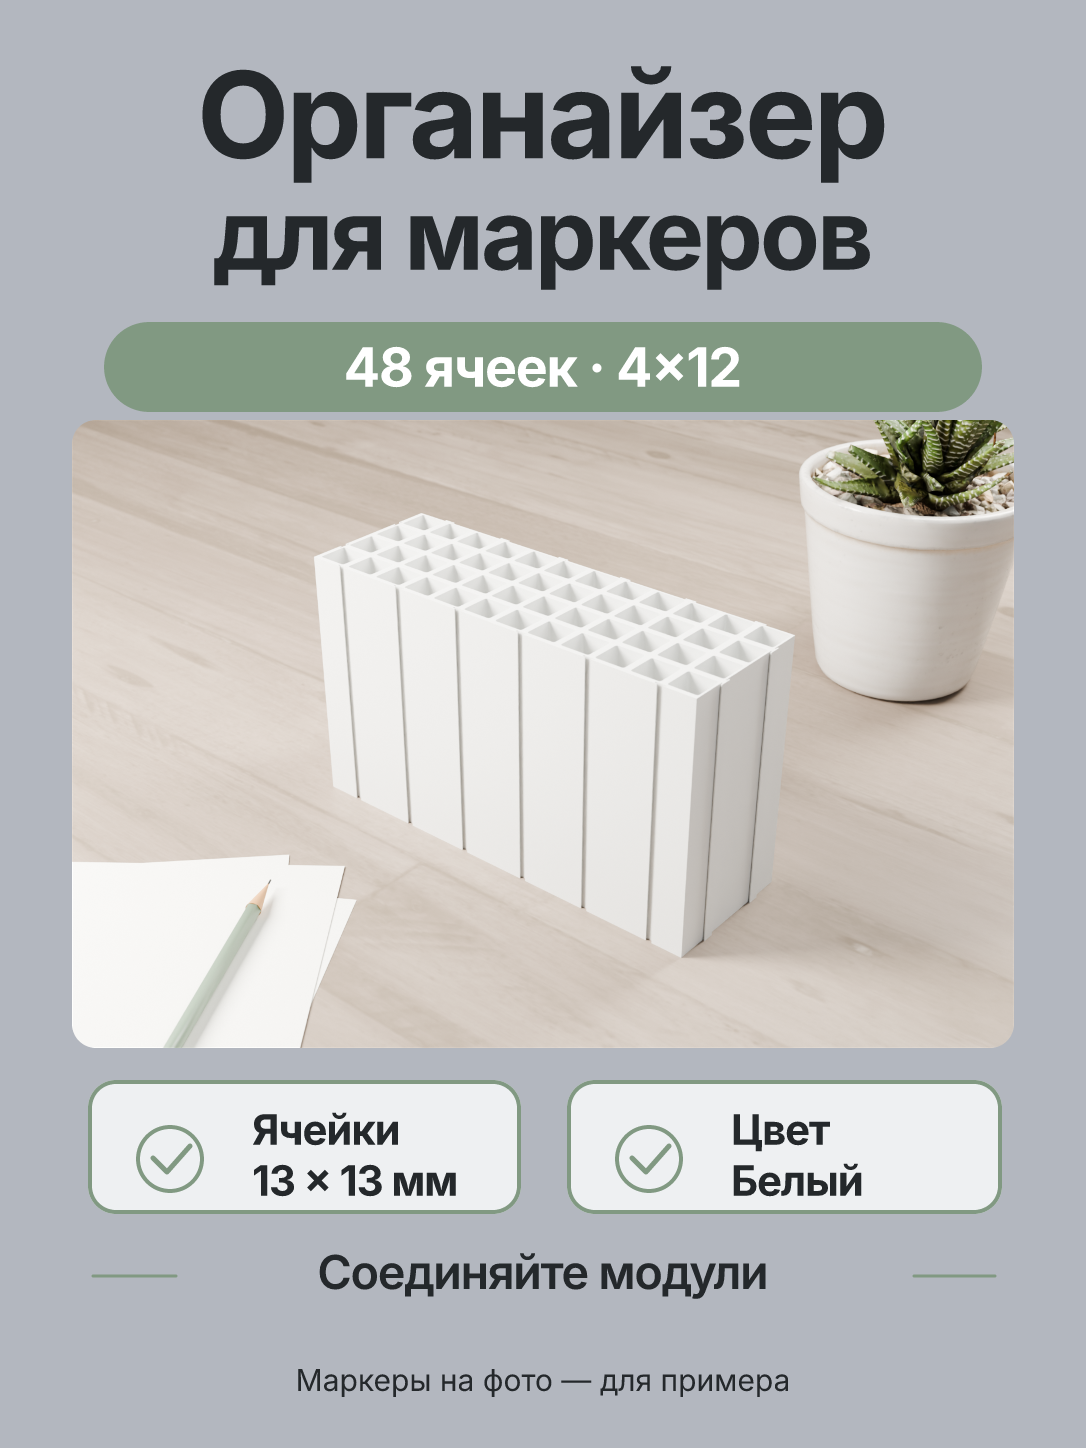 Органайзер
для маркеров
48 ячеек · 4×12
Ячейки
13 × 13 мм
Цвет
Белый
Соединяйте модули
Маркеры на фото — для примера